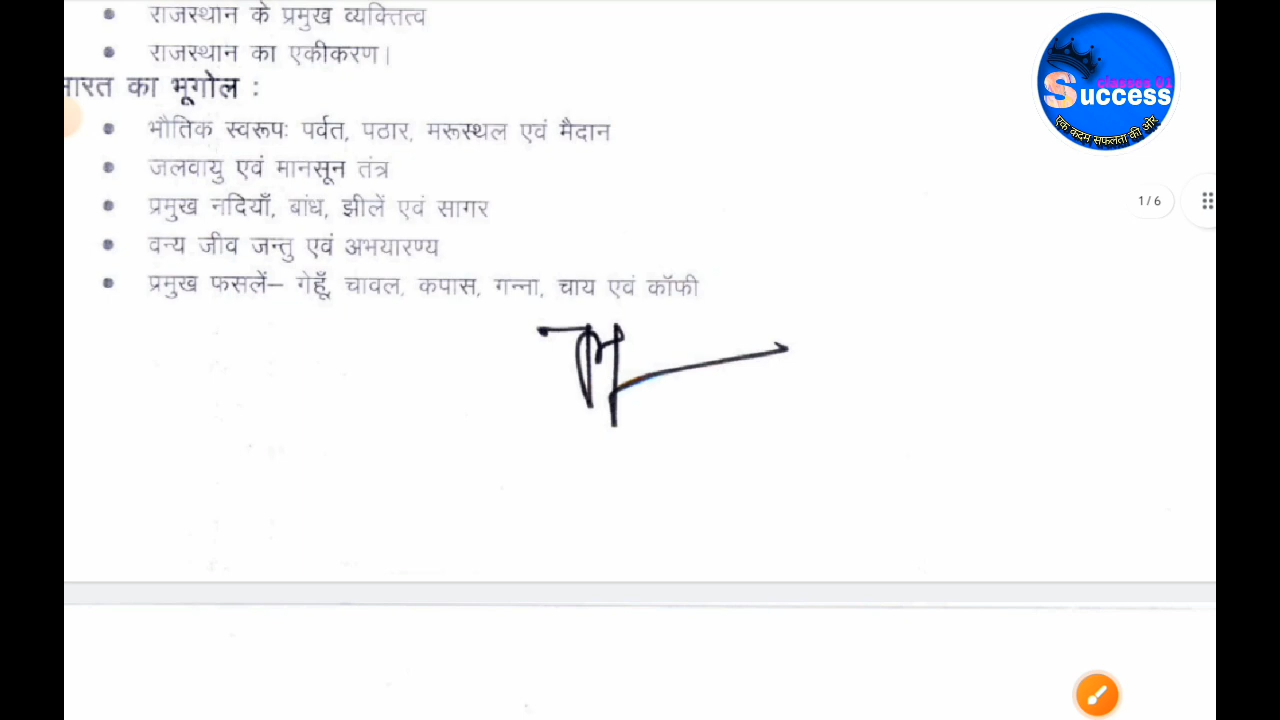 राजस्थान के प्रमुख व्यक्तित्व
राजस्थान का एकीकरण।
भारत का भूगोल :
भौतिक स्वरूपः पर्वत, पठार, मरूस्थल एवं मैदान
जलवायु एवं मानसून तंत्र
प्रमुख नदियाँ, बांध, झीलें एवं सागर
वन्य जीव जन्तु एवं अभयारण्य
प्रमुख फसलें– गेहूँ, चावल, कपास, गन्ना, चाय एवं कॉफी
classes 01
Success
एक कदम सफलता की ओर
1 / 6